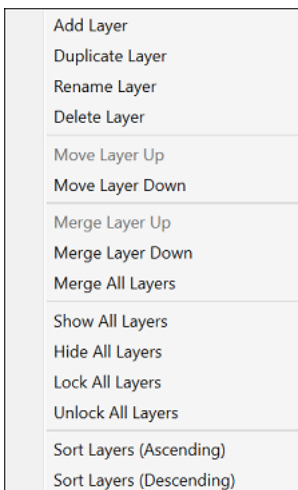 Add Layer
Duplicate Layer
Rename Layer
Delete Layer
Move Layer Up
Move Layer Down
Merge Layer Up
Merge Layer Down
Merge All Layers
Show All Layers
Hide All Layers
Lock All Layers
Unlock All Layers
Sort Layers (Ascending)
Sort Layers (Descending)